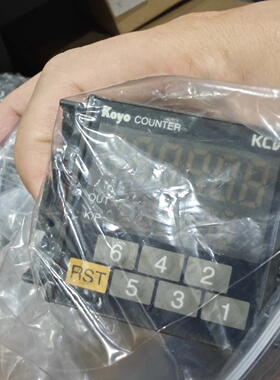 Koyo COUNTER
KCV
OUT
K/P
6 4 2
RST
5 3 1